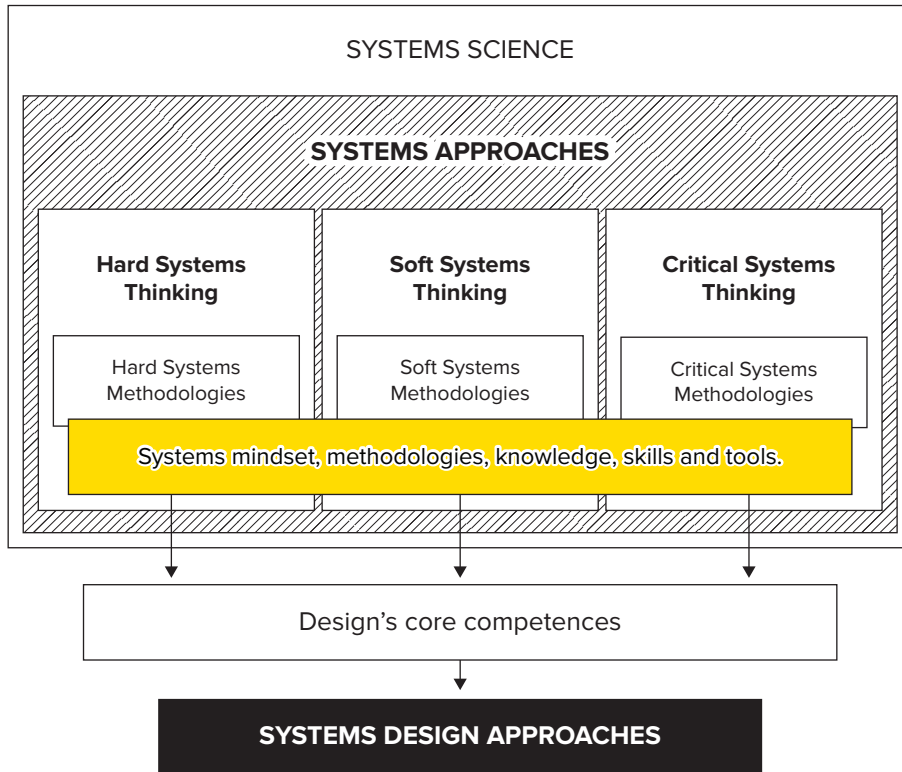 SYSTEMS SCIENCE
SYSTEMS APPROACHES
Hard Systems
Thinking
Hard Systems
Methodologies
Soft Systems
Thinking
Soft Systems
Methodologies
Critical Systems
Thinking
Critical Systems
Methodologies
Systems mindset, methodologies, knowledge, skills and tools.
Design’s core competences
SYSTEMS DESIGN APPROACHES